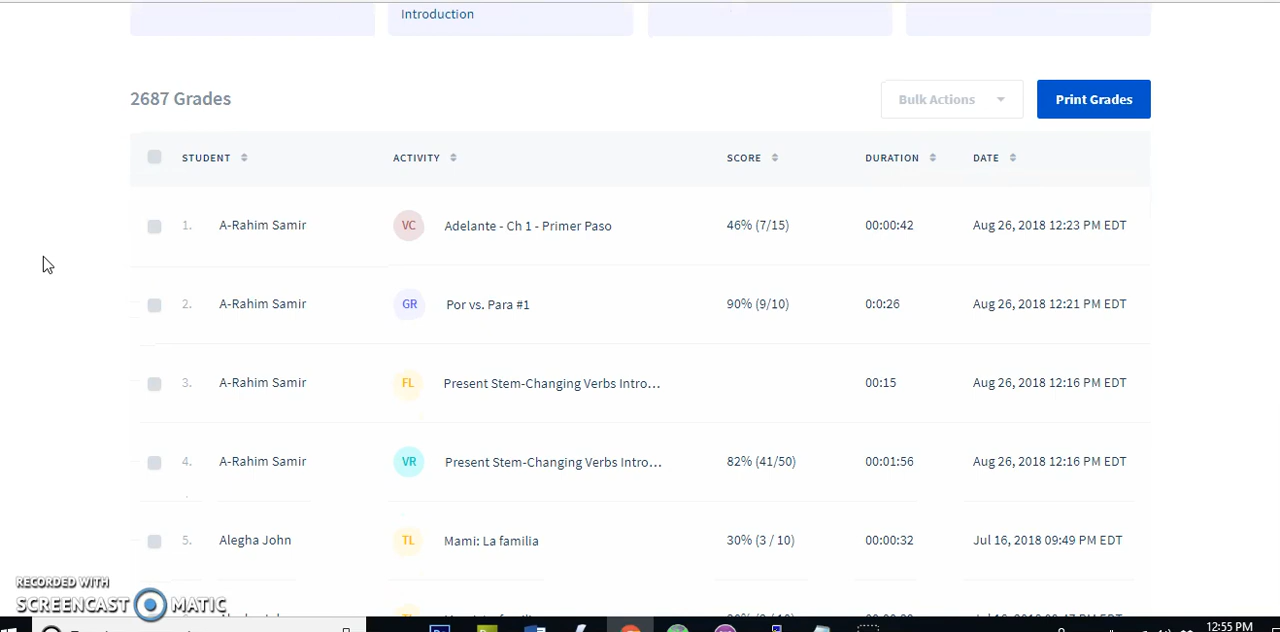 Introduction
2687 Grades
Bulk Actions
Print Grades
STUDENT ACTIVITY SCORE DURATION DATE
1. A-Rahim Samir VC Adelante - Ch 1 - Primer Paso 46% (7/15) 00:00:42 Aug 26, 2018 12:23 PM EDT
2. A-Rahim Samir GR Por vs. Para #1 90% (9/10) 0:0:26 Aug 26, 2018 12:21 PM EDT
3. A-Rahim Samir FL Present Stem-Changing Verbs Intro... 00:15 Aug 26, 2018 12:16 PM EDT
4. A-Rahim Samir VR Present Stem-Changing Verbs Intro... 82% (41/50) 00:01:56 Aug 26, 2018 12:16 PM EDT
5. Alegha John TL Mami: La familia 30% (3 / 10) 00:00:32 Jul 16, 2018 09:49 PM EDT
RECORDED WITH
SCREENCAST MATIC
12:55 PM